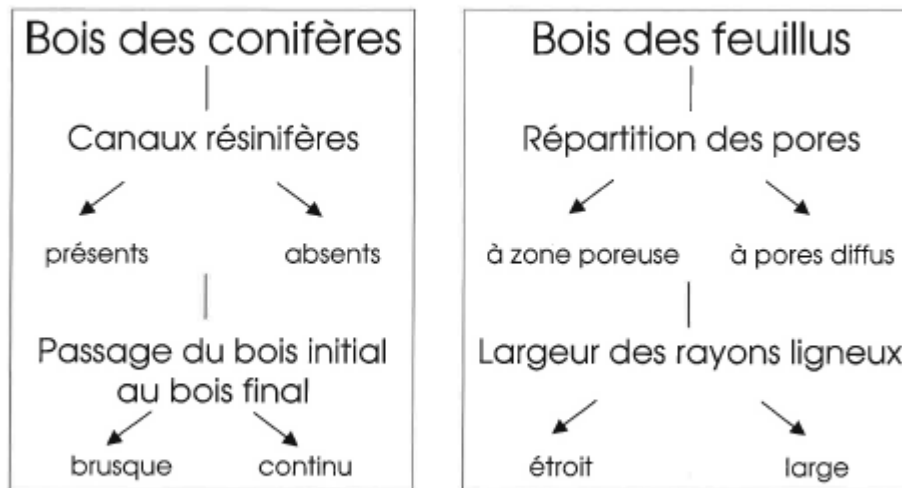 Bois des conifères
Canaux résinifères
présents
absents
Passage du bois initial
au bois final
brusque
continu
Bois des feuillus
Répartition des pores
à zone poreuse
à pores diffus
Largeur des rayons ligneux
étroit
large